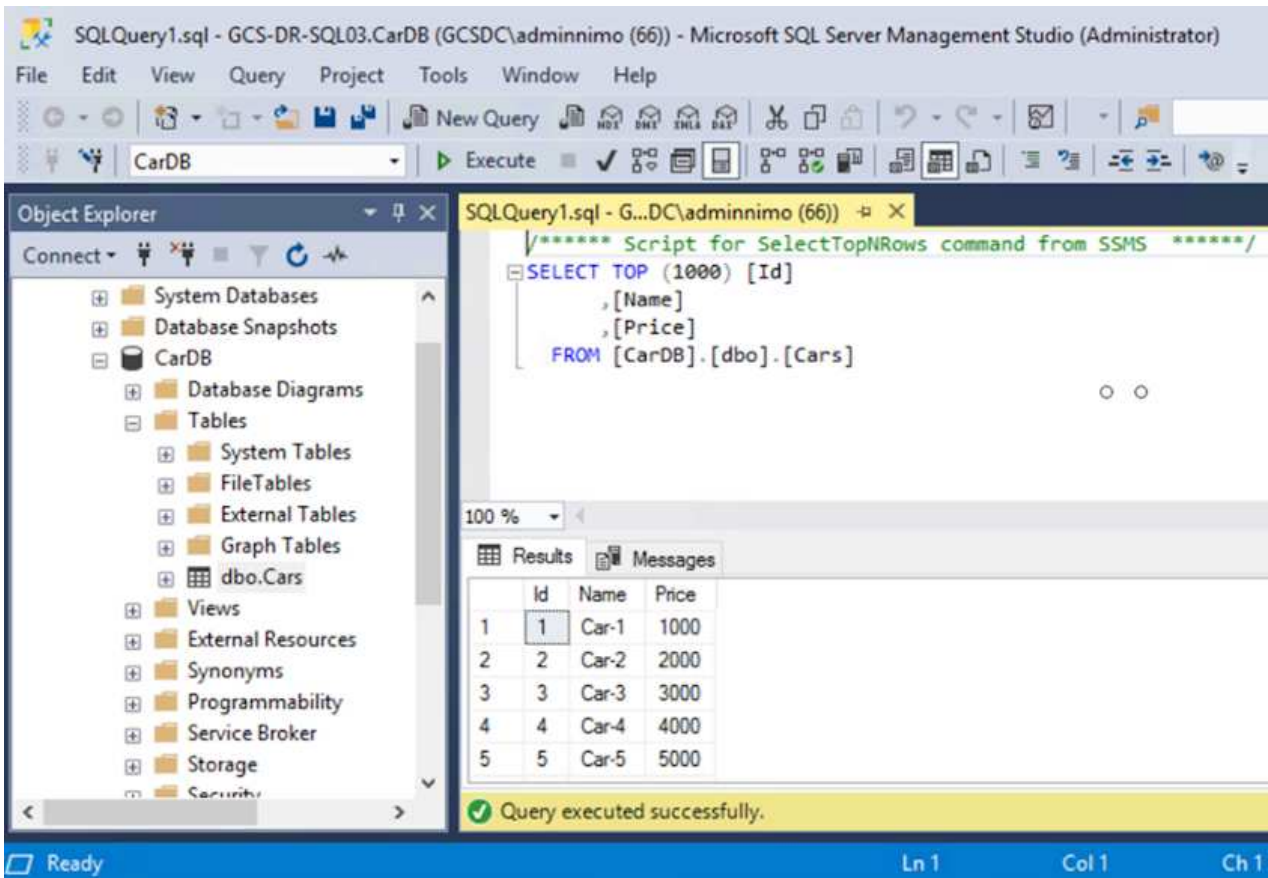 SQLQuery1.sql - GCS-DR-SQL03.CarDB (GCSDC\adminnimo (66)) - Microsoft SQL Server Management Studio (Administrator)
File Edit View Query Project Tools Window Help
New Query MDX DMX XMLA DAX
CarDB Execute
Object Explorer
Connect
System Databases
Database Snapshots
CarDB
Database Diagrams
Tables
System Tables
FileTables
External Tables
Graph Tables
dbo.Cars
Views
External Resources
Synonyms
Programmability
Service Broker
Storage
Security
SQLQuery1.sql - G...DC\adminnimo (66))
/****** Script for SelectTopNRows command from SSMS ******/
SELECT TOP (1000) [Id]
,[Name]
,[Price]
FROM [CarDB].[dbo].[Cars]
100 %
Results Messages
Id Name Price
1 1 Car-1 1000
2 2 Car-2 2000
3 3 Car-3 3000
4 4 Car-4 4000
5 5 Car-5 5000
Query executed successfully.
Ready Ln 1 Col 1 Ch 1